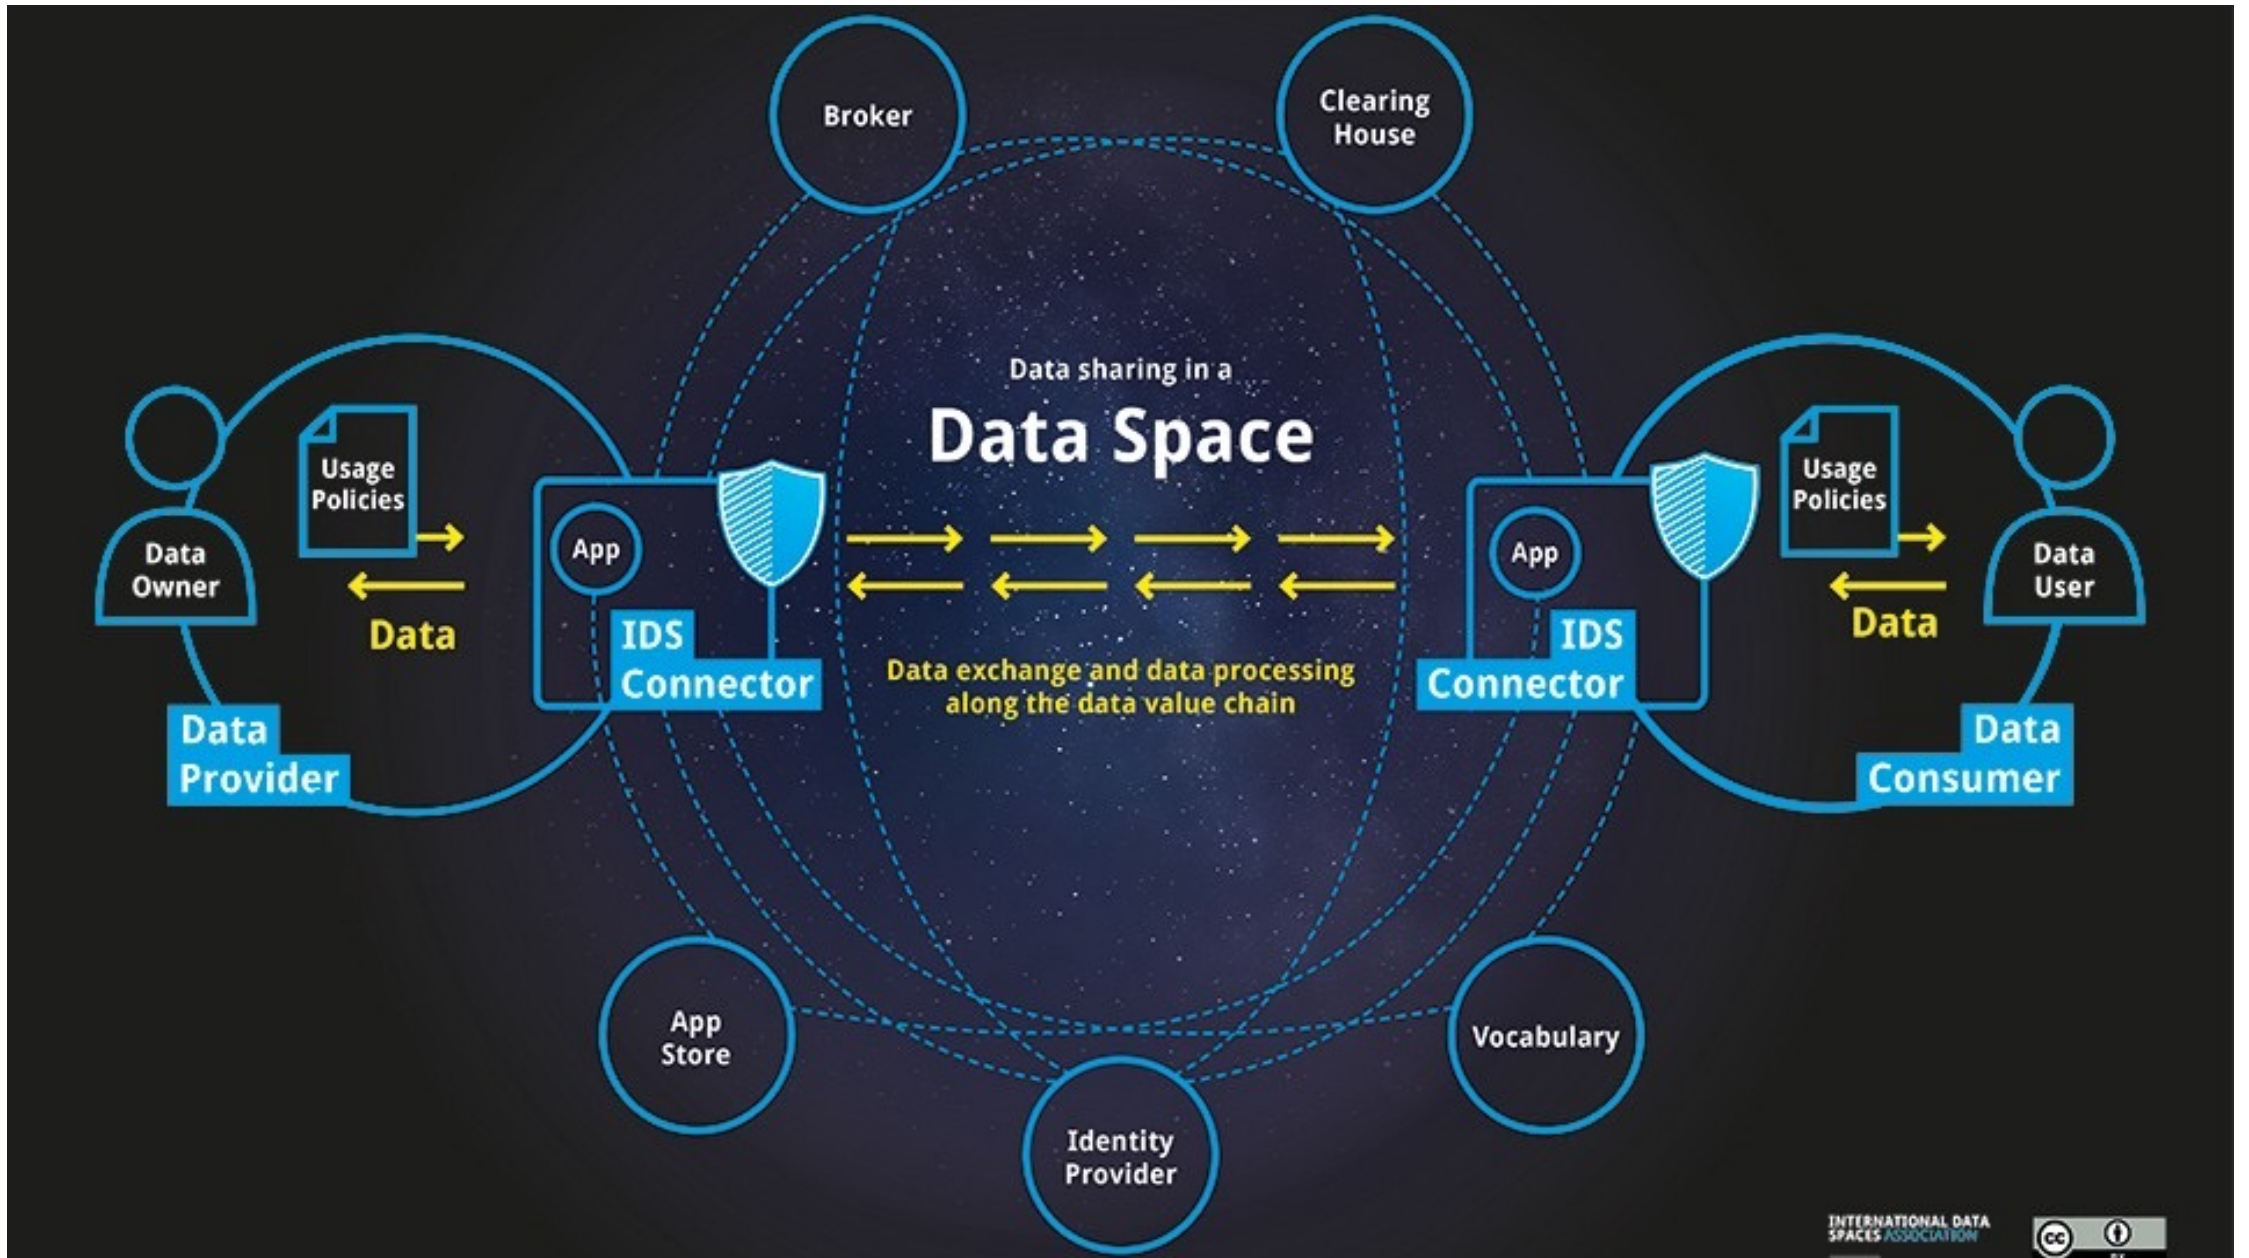 Broker
Clearing
House
Data sharing in a
Data Space
Usage
Policies
Data
Owner
Data
App
IDS
Connector
Data
Provider
Data exchange and data processing
along the data value chain
App
IDS
Connector
Usage
Policies
Data
User
Data
Data
Consumer
App
Store
Vocabulary
Identity
Provider
INTERNATIONAL DATA
SPACES ASSOCIATION
cc